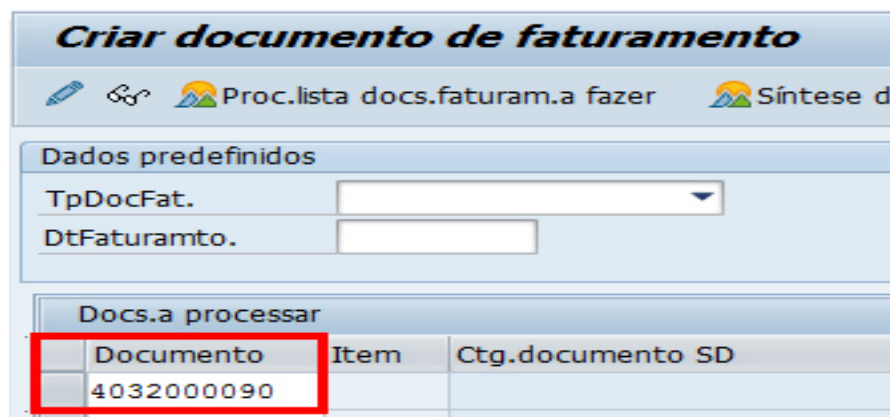 Criar documento de faturamento
Proc.lista docs.faturam.a fazer Síntese d
Dados predefinidos
TpDocFat.
DtFaturamto.
Docs.a processar
Documento Item Ctg.documento SD
4032000090